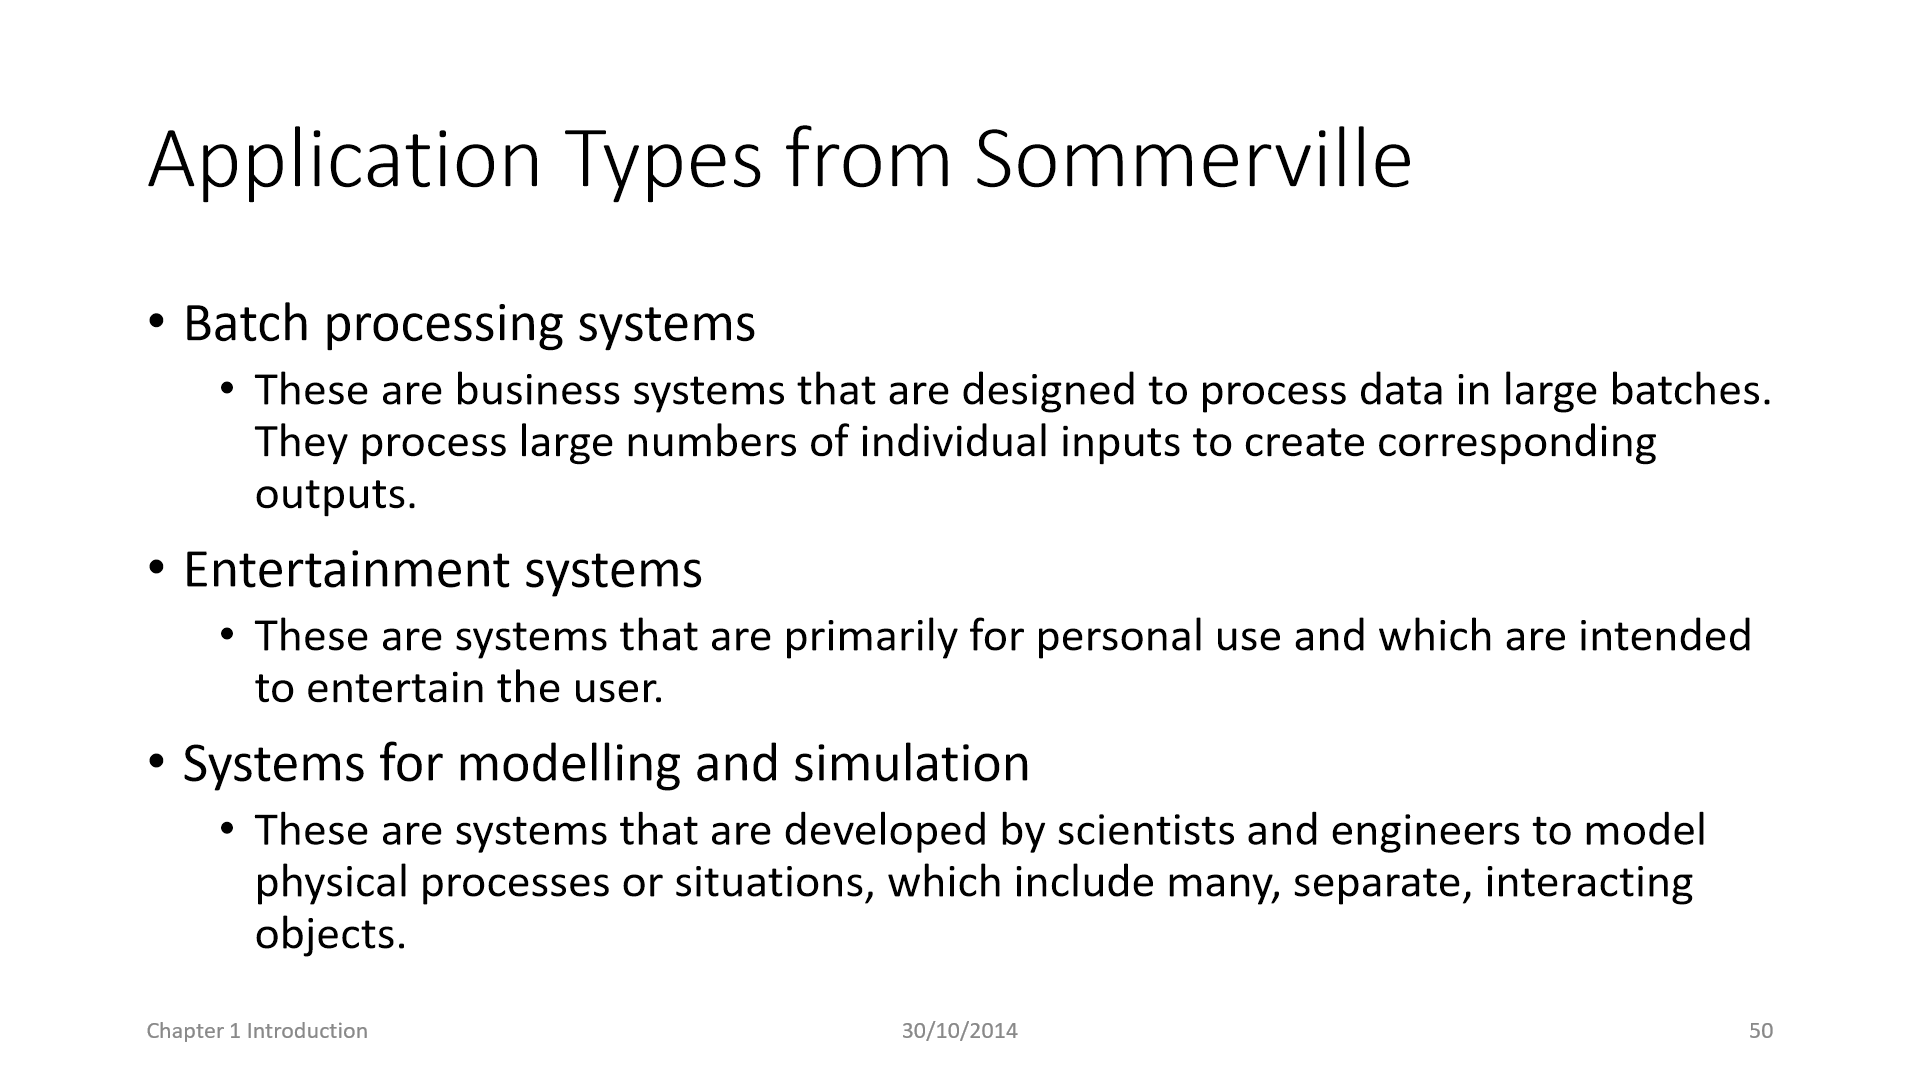 Application Types from Sommerville
• Batch processing systems
• These are business systems that are designed to process data in large batches.
They process large numbers of individual inputs to create corresponding
outputs.
• Entertainment systems
• These are systems that are primarily for personal use and which are intended
to entertain the user.
• Systems for modelling and simulation
• These are systems that are developed by scientists and engineers to model
physical processes or situations, which include many, separate, interacting
objects.
Chapter 1 Introduction
30/10/2014
50